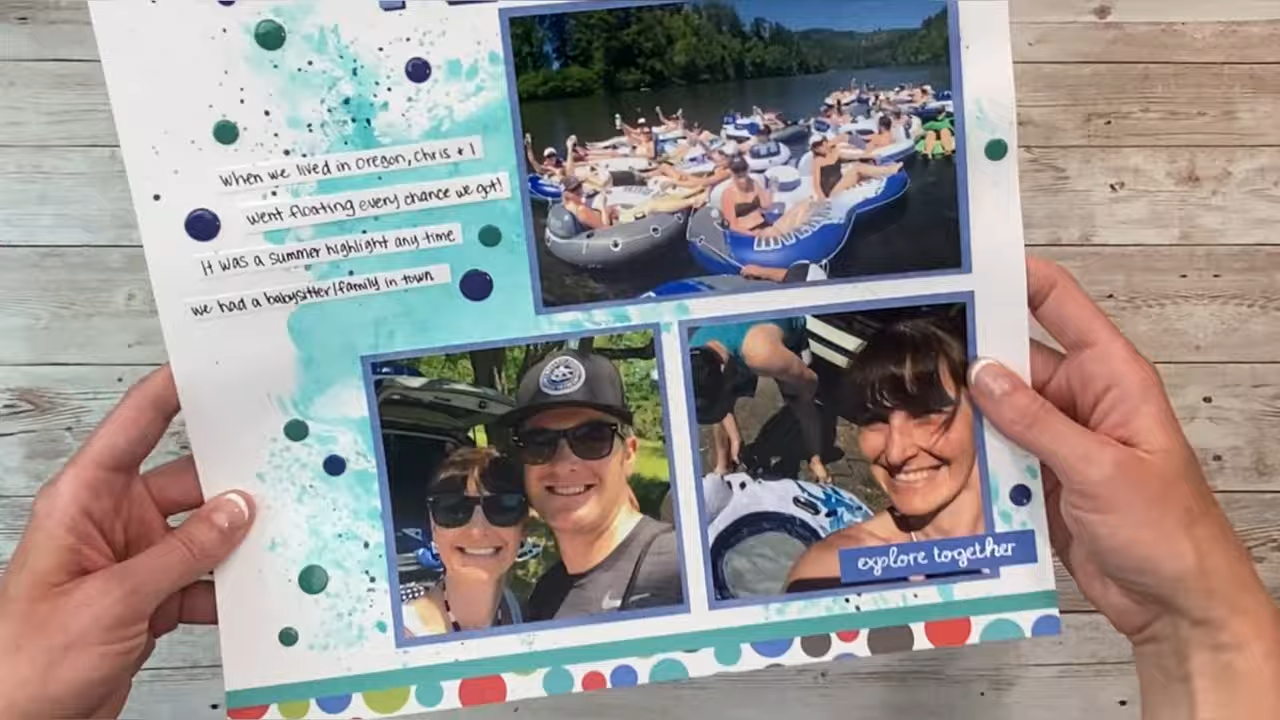 When we lived in Oregon, Chris + I
went floating every chance we got!
It was a summer highlight any time
we had a babysitter/family in town
explore together